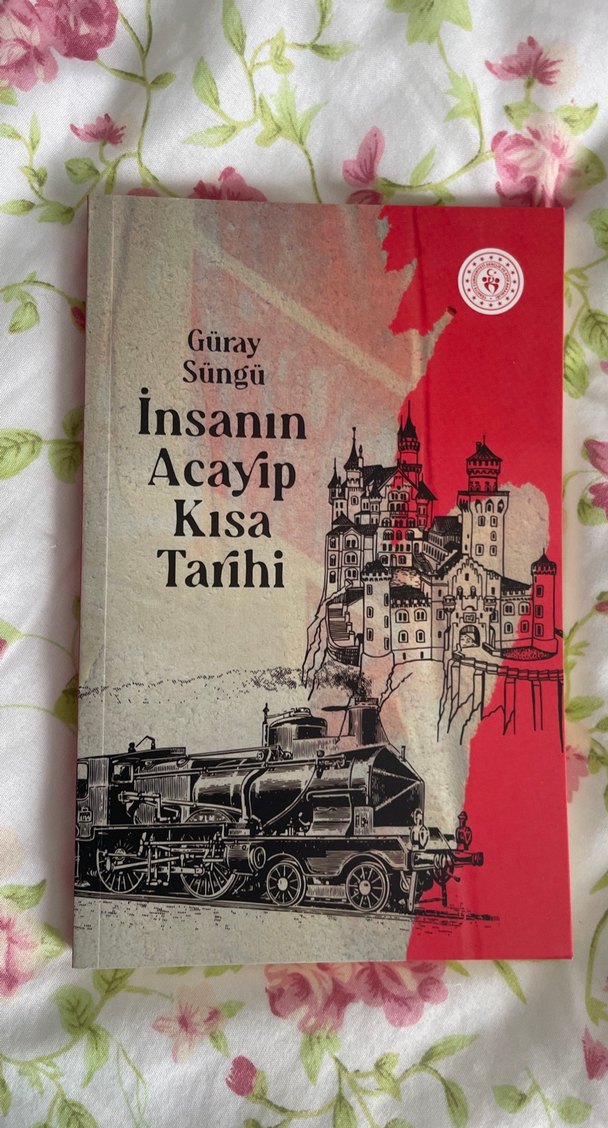 Güray
Süngü
İnsanın
Acayip
Kısa
Tarihi